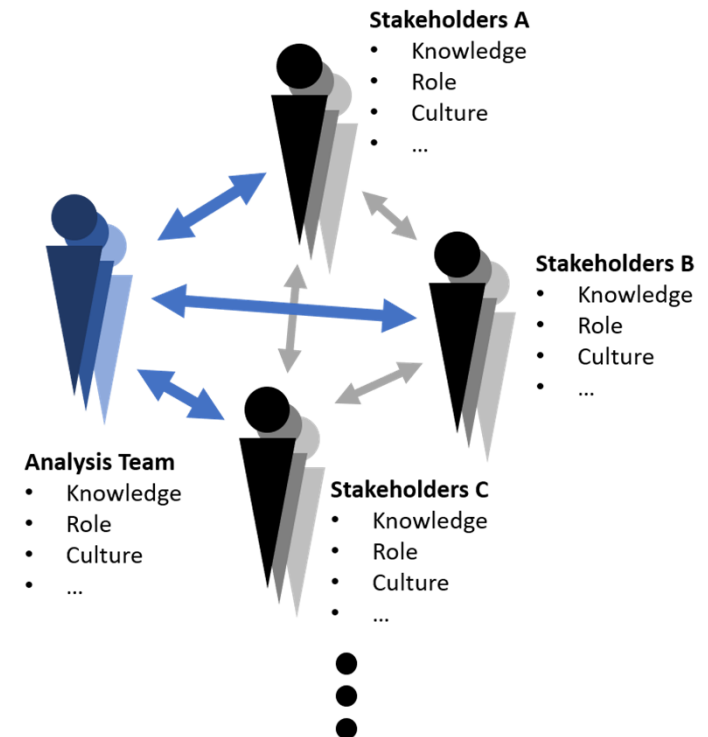 Stakeholders A
• Knowledge
• Role
• Culture
• ...
Stakeholders B
• Knowledge
• Role
• Culture
• ...
Analysis Team
• Knowledge
• Role
• Culture
• ...
Stakeholders C
• Knowledge
• Role
• Culture
• ...